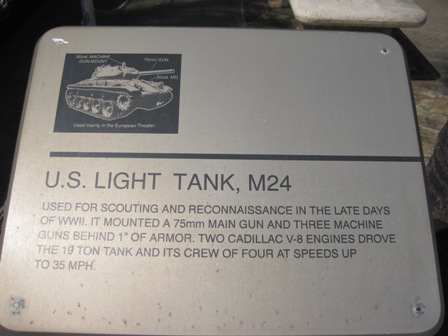 50cal. MACHINE
GUN MOUNT
75mm GUN
30cal. MG
Used mainly in the European Theater.
U.S. LIGHT TANK, M24
USED FOR SCOUTING AND RECONNAISSANCE IN THE LATE DAYS
OF WWII. IT MOUNTED A 75mm MAIN GUN AND THREE MACHINE
GUNS BEHIND 1" OF ARMOR. TWO CADILLAC V-8 ENGINES DROVE
THE 19 TON TANK AND ITS CREW OF FOUR AT SPEEDS UP
TO 35 MPH.